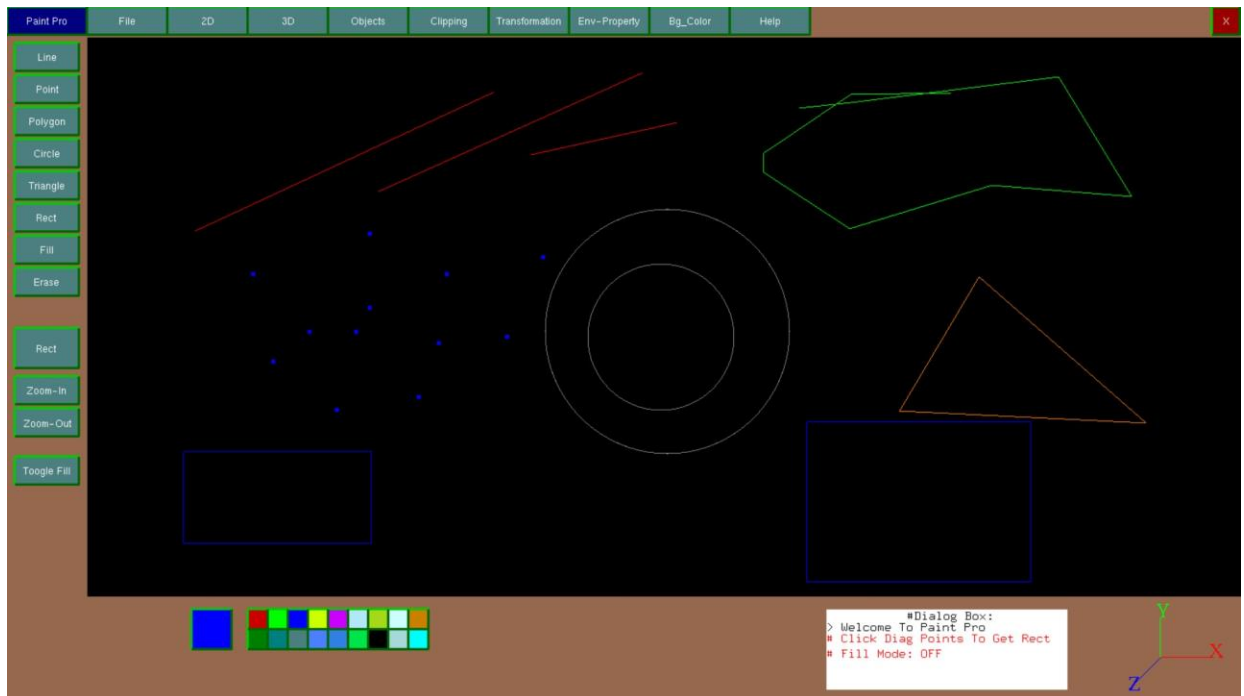 Paint Pro File 2D 3D Objects Clipping Transformation Env-Property Bg_Color Help X
Line
Point
Polygon
Circle
Triangle
Rect
Fill
Erase
Rect
Zoom-In
Zoom-Out
Toogle Fill
#Dialog Box:
> Welcome To Paint Pro
# Click Diag Points To Get Rect
# Fill Mode: OFF
Y
X
Z